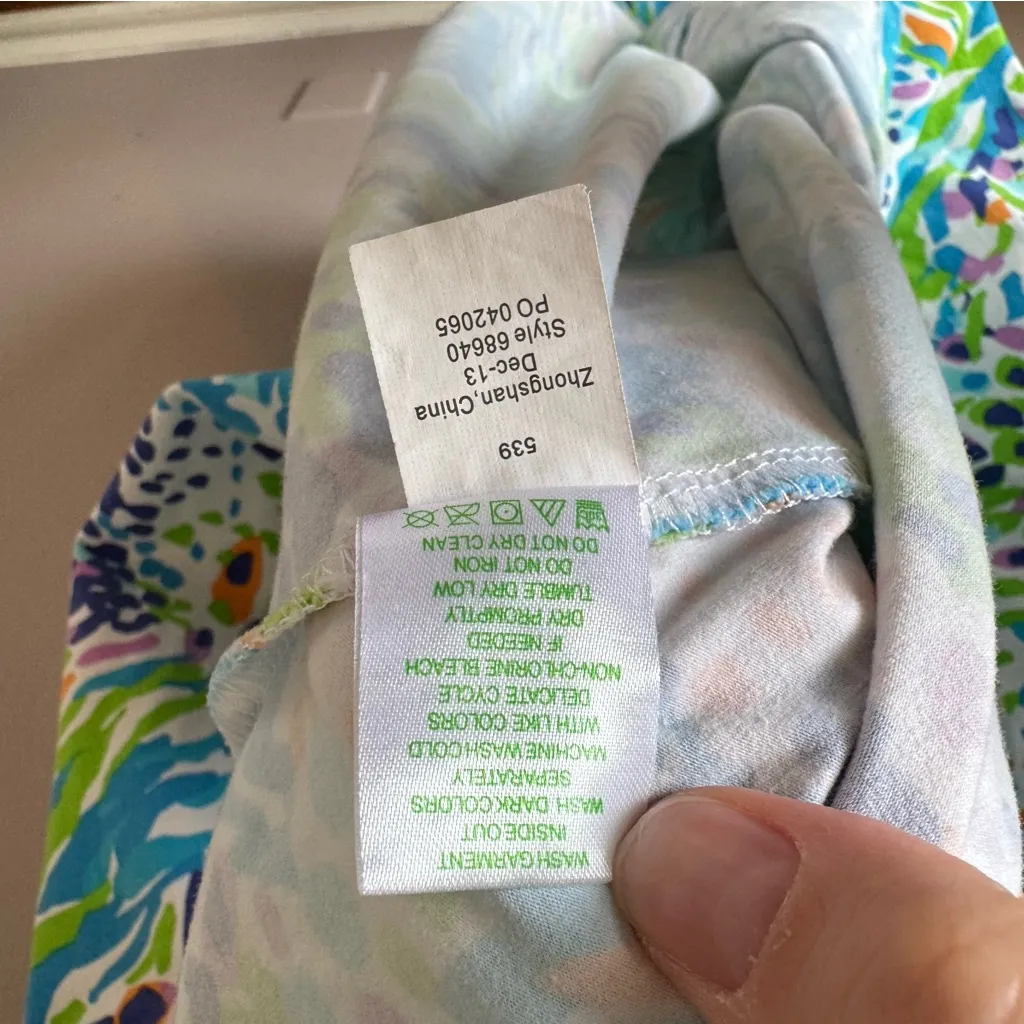 WASH GARMENT
INSIDE OUT
WASH DARK COLORS
SEPARATELY
MACHINE WASH COLD
WITH LIKE COLORS
DELICATE CYCLE
NON-CHLORINE BLEACH
IF NEEDED
DRY PROMPTLY
TUMBLE DRY LOW
DO NOT IRON
DO NOT DRY CLEAN
539
Zhongshan,China
Dec-13
Style 68640
PO 042065